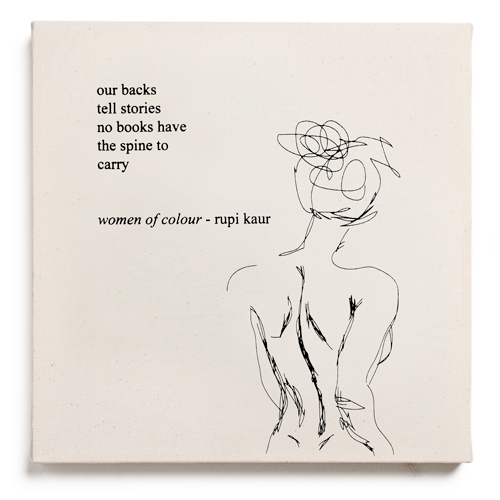 our backs
tell stories
no books have
the spine to
carry
women of colour - rupi kaur